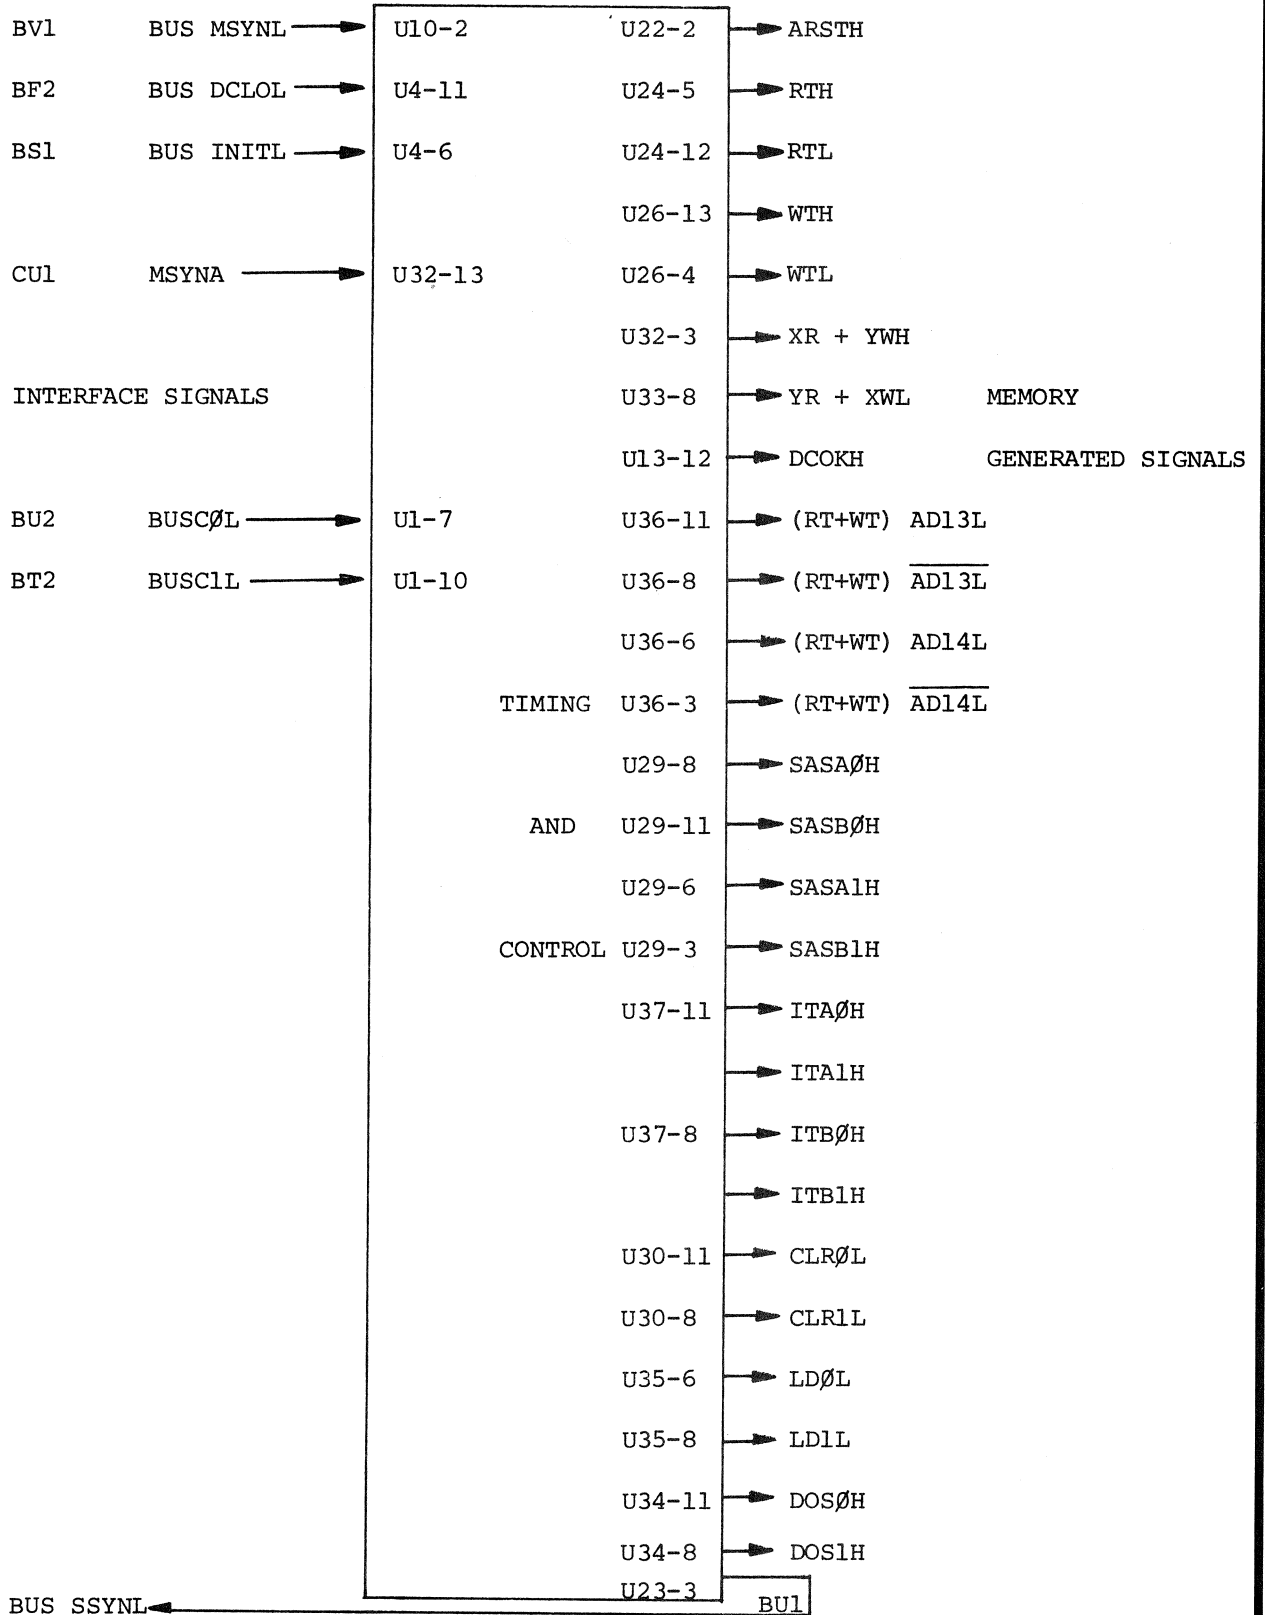 BV1 BUS MSYNL U10-2 U22-2 ARSTH
BF2 BUS DCLOL U4-11 U24-5 RTH
BS1 BUS INITL U4-6 U24-12 RTL
U26-13 WTH
CU1 MSYNA U32-13 U26-4 WTL
U32-3 XR + YWH
INTERFACE SIGNALS U33-8 YR + XWL MEMORY
U13-12 DCOKH GENERATED SIGNALS
BU2 BUSCØL U1-7 U36-11 (RT+WT) AD13L
BT2 BUSC1L U1-10 U36-8 (RT+WT) A̅D̅1̅3̅L̅
U36-6 (RT+WT) AD14L
TIMING U36-3 (RT+WT) A̅D̅1̅4̅L̅
U29-8 SASAØH
AND U29-11 SASBØH
U29-6 SASA1H
CONTROL U29-3 SASB1H
U37-11 ITAØH
ITA1H
U37-8 ITBØH
ITB1H
U30-11 CLRØL
U30-8 CLR1L
U35-6 LDØL
U35-8 LD1L
U34-11 DOSØH
U34-8 DOS1H
U23-3
BUS SSYNL BU1